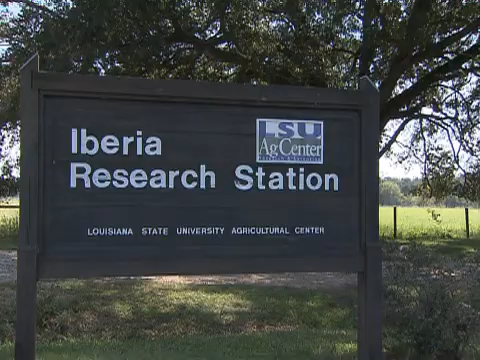 Iberia
LSU
AgCenter
Research Station
LOUISIANA STATE UNIVERSITY AGRICULTURAL CENTER